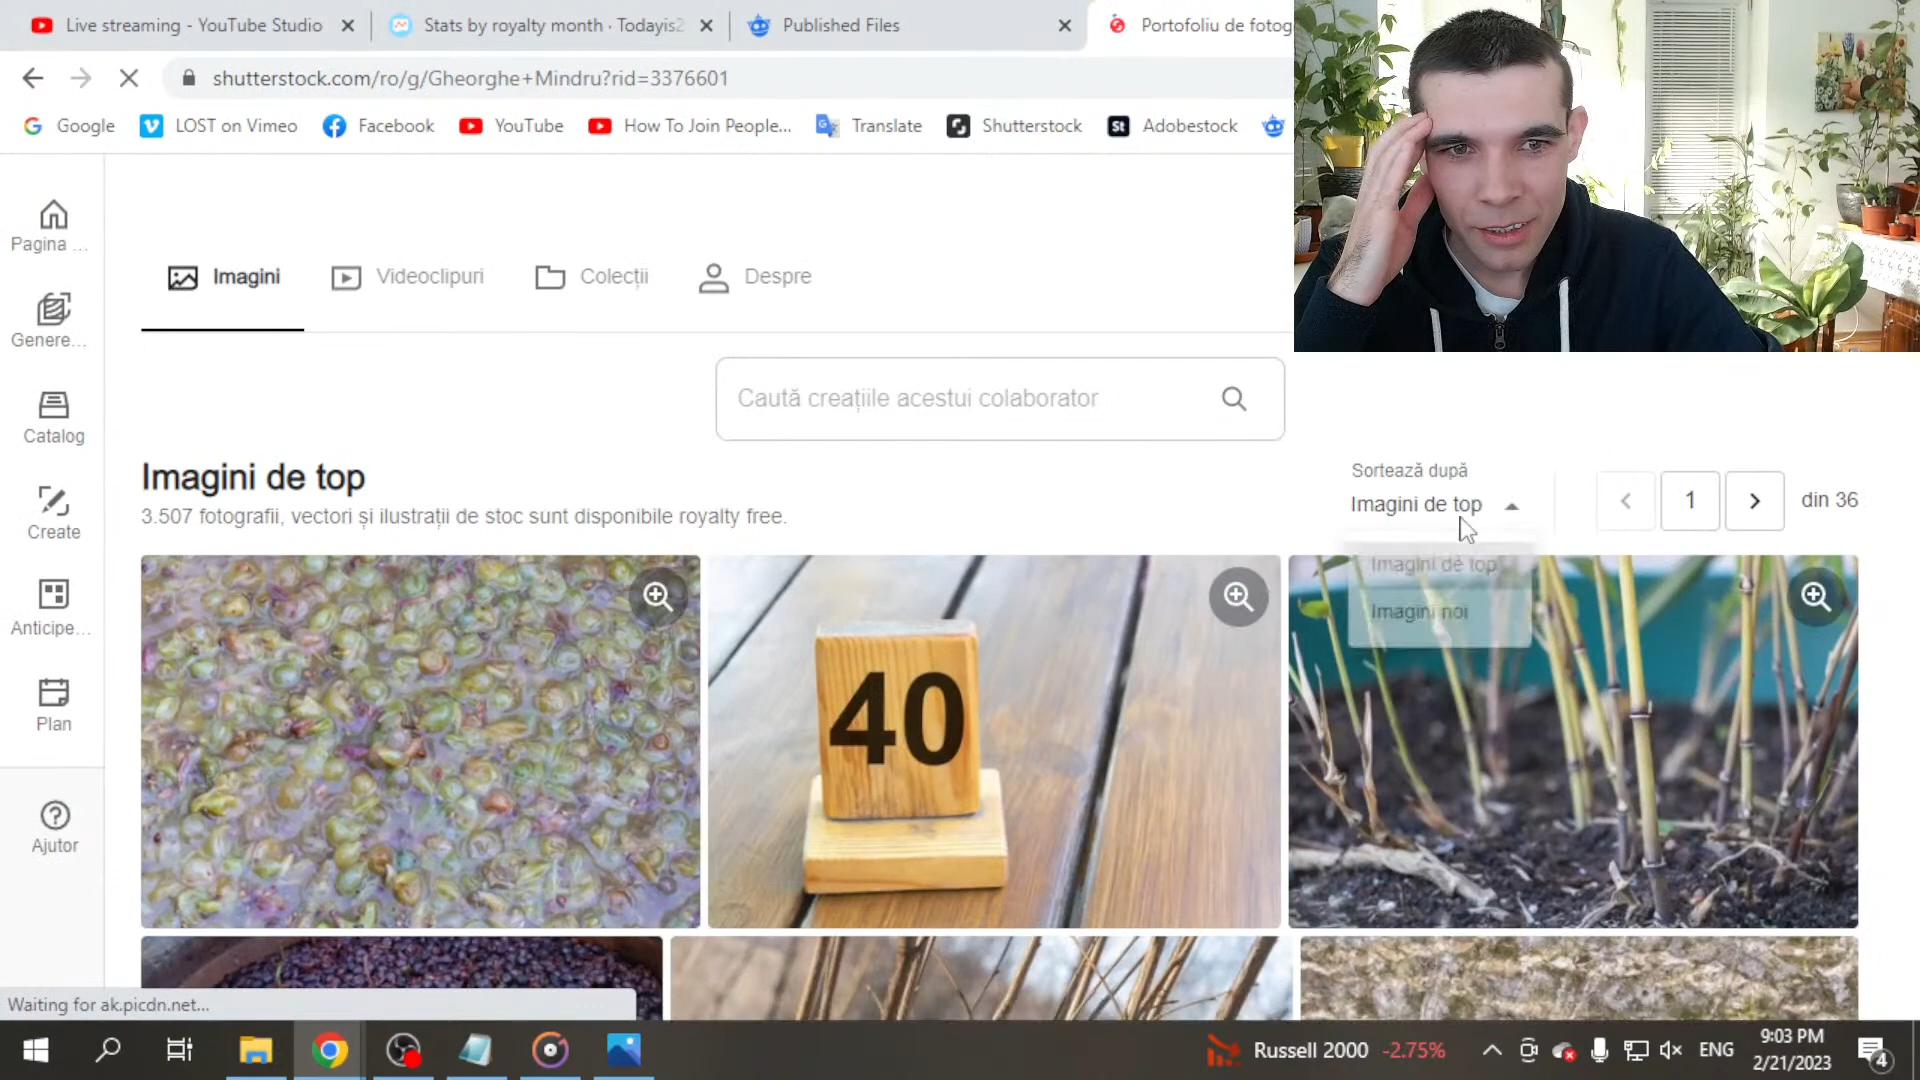 Live streaming - YouTube Studio
Stats by royalty month · Todayis2
Published Files
Portofoliu de fotog
shutterstock.com/ro/g/Gheorghe+Mindru?rid=3376601
Google
LOST on Vimeo
Facebook
YouTube
How To Join People...
Translate
Shutterstock
St
Adobestock
Pagina ...
Genere...
Catalog
Create
Anticipe...
Plan
Ajutor
Imagini
Videoclipuri
Colecții
Despre
Caută creațiile acestui colaborator
Imagini de top
3.507 fotografii, vectori și ilustrații de stoc sunt disponibile royalty free.
Sortează după
Imagini de top
Imagini de top
Imagini noi
1
din 36
40
Waiting for ak.picdn.net...
Russell 2000 -2.75%
ENG
9:03 PM
2/21/2023
4